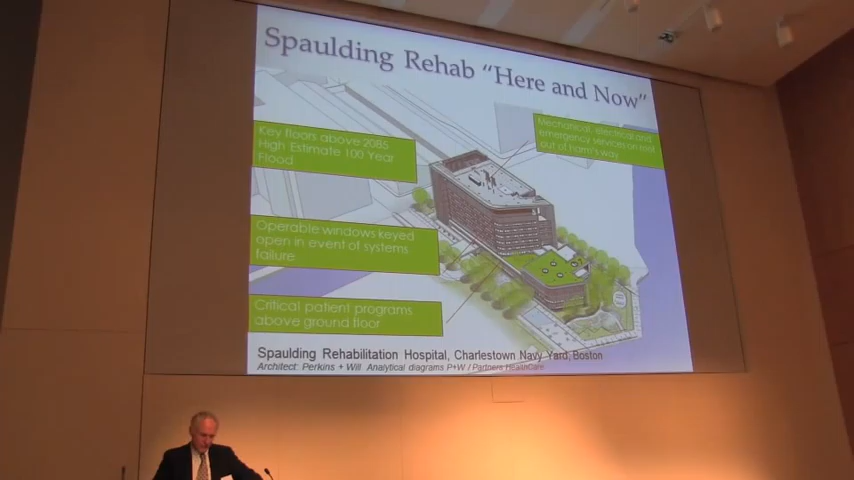 Spaulding Rehab "Here and Now"
Key floors above 2085
High Estimate 100 Year
Flood
Mechanical, electrical and
emergency services on roof
out of harm's way
Operable windows keyed
open in event of systems
failure
Critical patient programs
above ground floor
Spaulding Rehabilitation Hospital, Charlestown Navy Yard, Boston
Architect: Perkins + Will Analytical diagrams P+W / Partners HealthCare